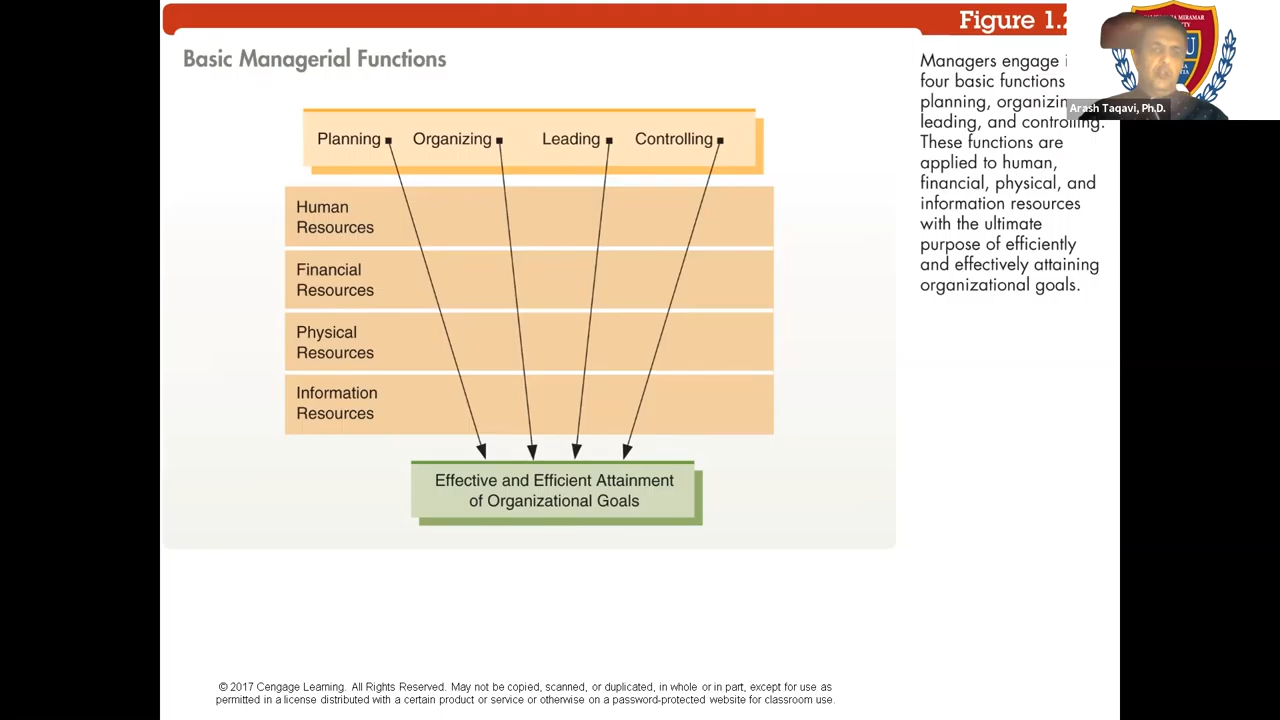 Figure 1.
Basic Managerial Functions
Planning Organizing Leading Controlling
Human
Resources
Financial
Resources
Physical
Resources
Information
Resources
Effective and Efficient Attainment
of Organizational Goals
Managers engage
four basic functions
planning,
leading, and controlling.
These functions are
applied to human,
financial, physical, and
information resources
with the ultimate
purpose of efficiently
and effectively attaining
organizational goals.
MIRAMAR
Arash Taqavi, Ph.D.
© 2017 Cengage Learning. All Rights Reserved. May not be copied, scanned, or duplicated, in whole or in part, except for use as
permitted in a license distributed with a certain product or service or otherwise on a password-protected website for classroom use.